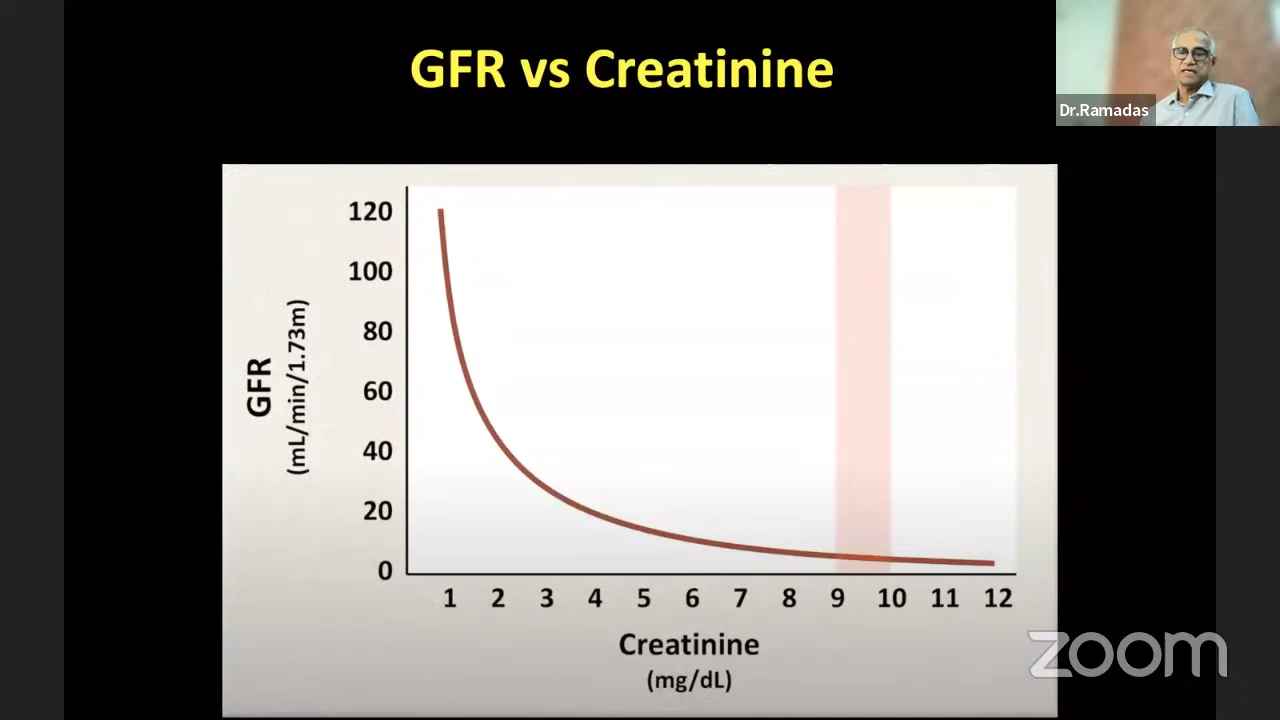 GFR vs Creatinine
Dr.Ramadas
120
100
80
60
40
20
0
GFR
(mL/min/1.73m)
1 2 3 4 5 6 7 8 9 10 11 12
Creatinine
(mg/dL)
zoom